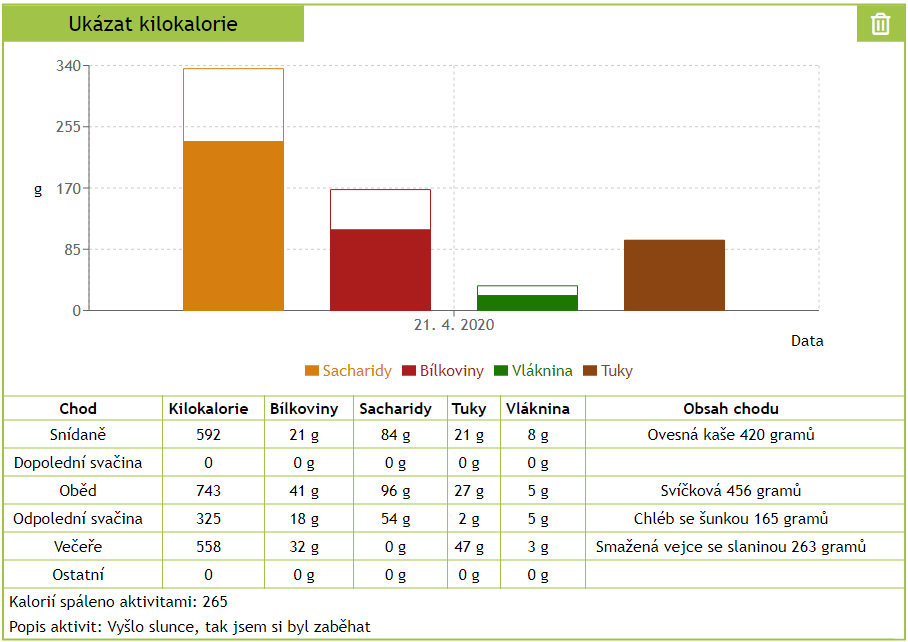 Ukázat kilokalorie
340
255
g 170
85
0
21. 4. 2020
Data
Sacharidy Bílkoviny Vláknina Tuky
Chod Kilokalorie Bílkoviny Sacharidy Tuky Vláknina Obsah chodu
Snídaně 592 21 g 84 g 21 g 8 g Ovesná kaše 420 gramů
Dopolední svačina 0 0 g 0 g 0 g 0 g
Oběd 743 41 g 96 g 27 g 5 g Svíčková 456 gramů
Odpolední svačina 325 18 g 54 g 2 g 5 g Chléb se šunkou 165 gramů
Večeře 558 32 g 0 g 47 g 3 g Smažená vejce se slaninou 263 gramů
Ostatní 0 0 g 0 g 0 g 0 g
Kalorií spáleno aktivitami: 265
Popis aktivit: Vyšlo slunce, tak jsem si byl zaběhat